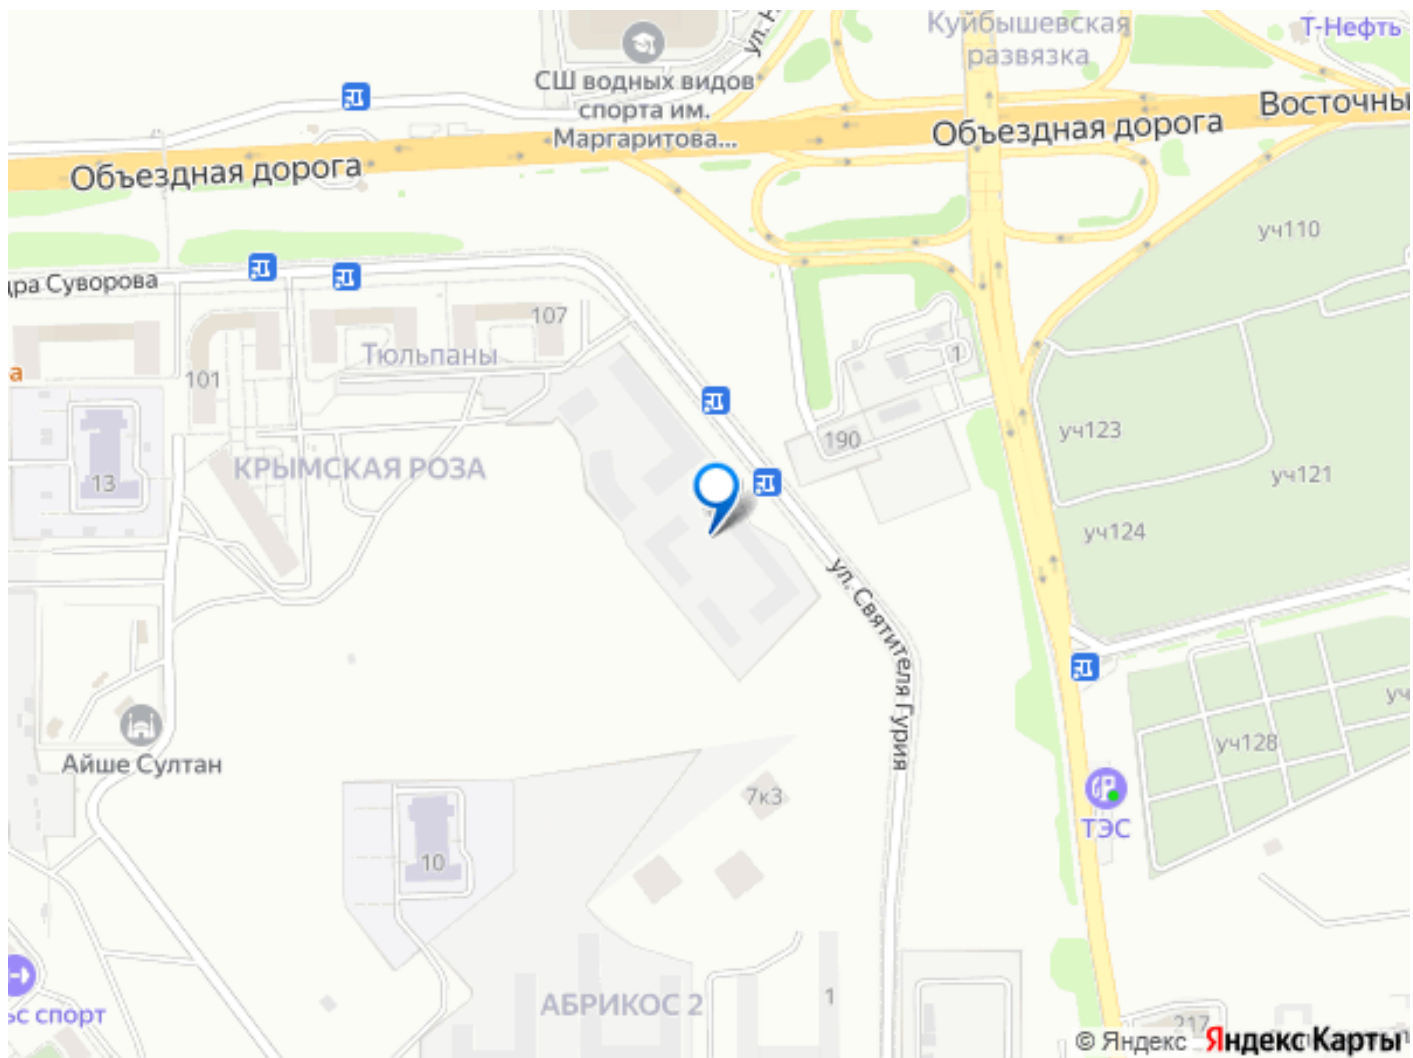 Куйбышевская
развязка
Т-Нефть
СШ водных видов
спорта им.
Маргаритова...
Восточны
Объездная дорога
Объездная дорога
уч110
дра Суворова
107
Тюльпаны
1
101
уч123
190
КРЫМСКАЯ РОЗА
13
уч121
уч124
ул. Святителя Гурия
уч128
Айше Султан
7к3
ТЭС
10
АБРИКОС 2
1
ьс спорт
217
© Яндекс Яндекс Карты